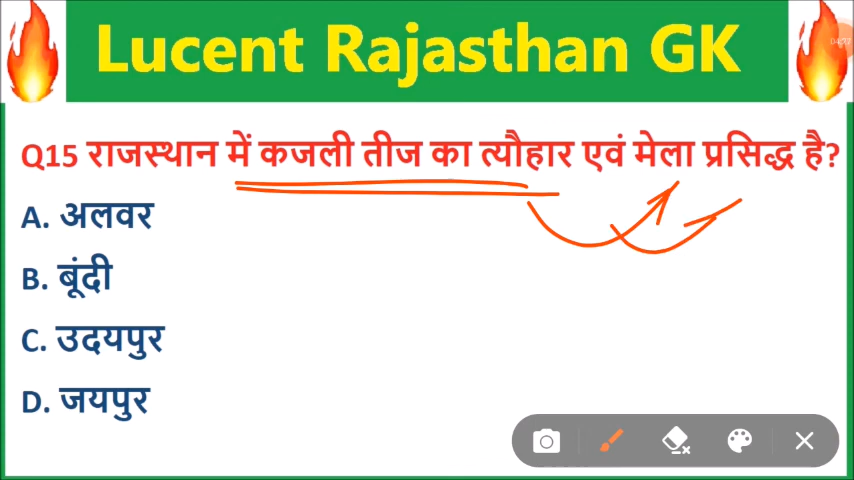 Lucent Rajasthan GK
Q15 राजस्थान में कजली तीज का त्यौहार एवं मेला प्रसिद्ध है?
A. अलवर
B. बूंदी
C. उदयपुर
D. जयपुर